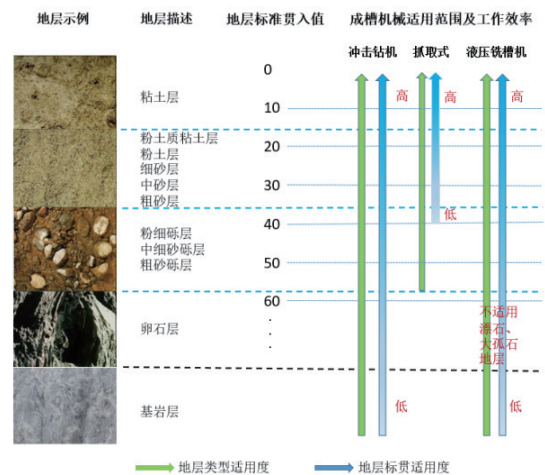 地层示例 地层描述 地层标准贯入值 成槽机械适用范围及工作效率
冲击钻机 抓取式 液压铣槽机
0
粘土层
高 高 高
10
粉土质粘土层
粉土层
细砂层
中砂层
粗砂层
20
30
低
40
粉细砾层
中细砂砾层
粗砂砾层
50
60
.
.
.
卵石层
不适用
漂石、
大孤石
地层
基岩层
低 低
地层类型适用度 地层标贯适用度